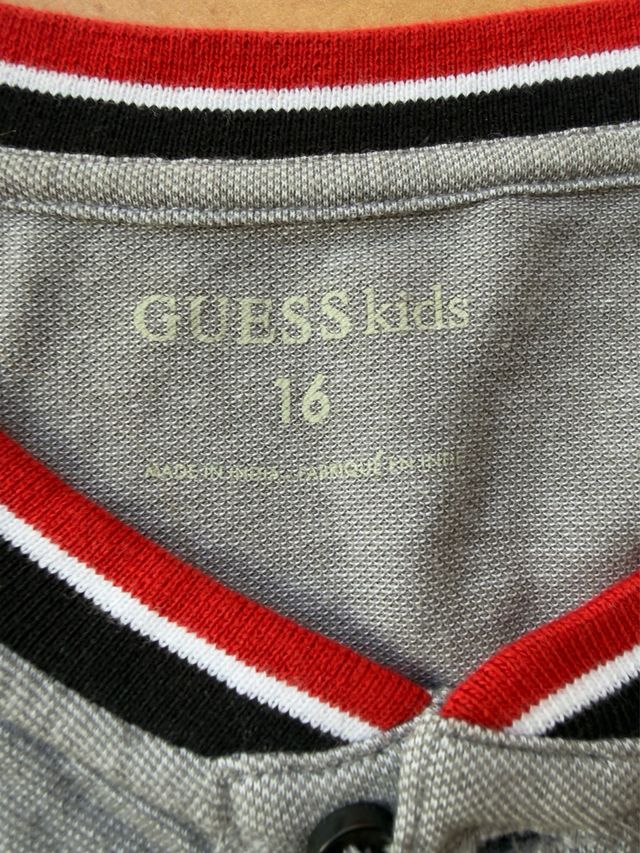 GUESS kids
16
MADE IN INDIA - FABRIQUÉ EN INDE